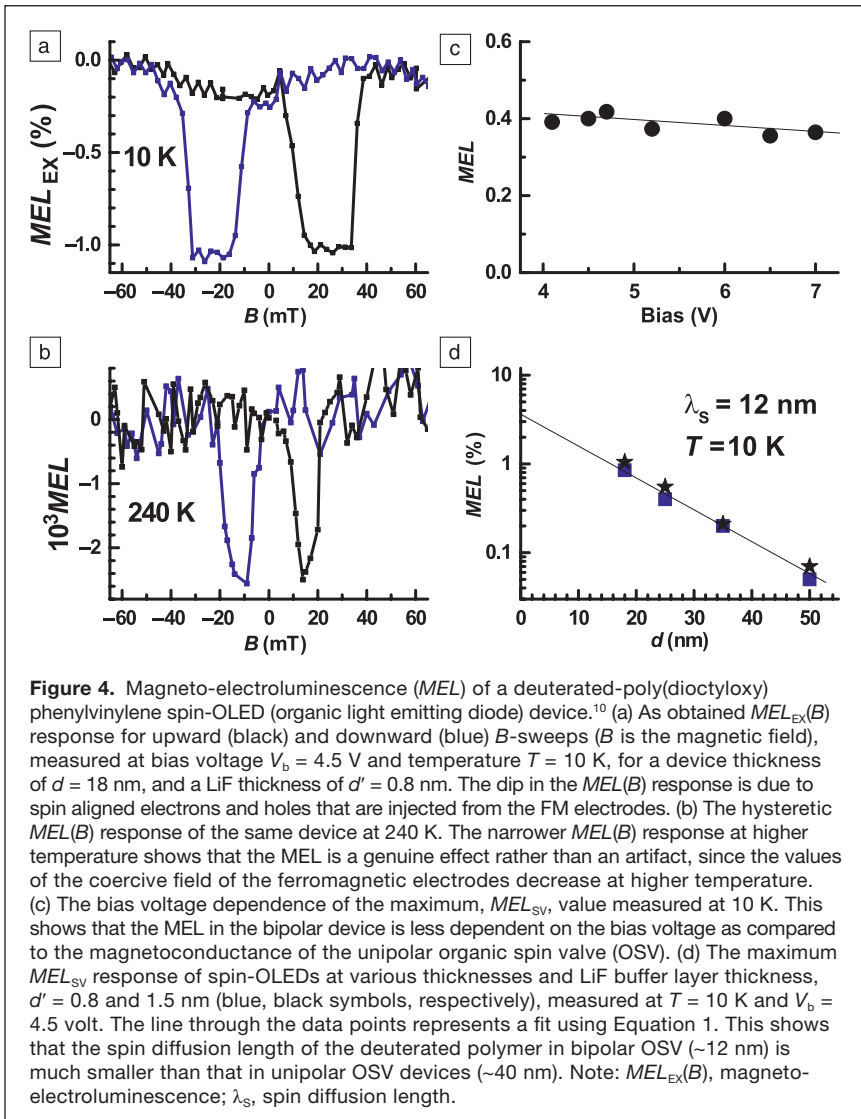 a
0.0
−0.5
−1.0
MEL_EX (%)
10 K
−60 −40 −20 0 20 40 60
B (mT)
c
0.6
0.4
0.2
0.0
MEL
4 5 6 7
Bias (V)
b
0
−1
−2
10³MEL
240 K
−60 −40 −20 0 20 40 60
B (mT)
d
10
1
0.1
MEL (%)
λ_S = 12 nm
T = 10 K
0 10 20 30 40 50
d (nm)
Figure 4. Magneto-electroluminescence (MEL) of a deuterated-poly(dioctyloxy)
phenylvinylene spin-OLED (organic light emitting diode) device.¹⁰ (a) As obtained MEL_EX(B)
response for upward (black) and downward (blue) B-sweeps (B is the magnetic field),
measured at bias voltage V_b = 4.5 V and temperature T = 10 K, for a device thickness
of d = 18 nm, and a LiF thickness of d′ = 0.8 nm. The dip in the MEL(B) response is due to
spin aligned electrons and holes that are injected from the FM electrodes. (b) The hysteretic
MEL(B) response of the same device at 240 K. The narrower MEL(B) response at higher
temperature shows that the MEL is a genuine effect rather than an artifact, since the values
of the coercive field of the ferromagnetic electrodes decrease at higher temperature.
(c) The bias voltage dependence of the maximum, MEL_SV, value measured at 10 K. This
shows that the MEL in the bipolar device is less dependent on the bias voltage as compared
to the magnetoconductance of the unipolar organic spin valve (OSV). (d) The maximum
MEL_SV response of spin-OLEDs at various thicknesses and LiF buffer layer thickness,
d′ = 0.8 and 1.5 nm (blue, black symbols, respectively), measured at T = 10 K and V_b =
4.5 volt. The line through the data points represents a fit using Equation 1. This shows
that the spin diffusion length of the deuterated polymer in bipolar OSV (~12 nm) is
much smaller than that in unipolar OSV devices (~40 nm). Note: MEL_EX(B), magneto-
electroluminescence; λ_S, spin diffusion length.